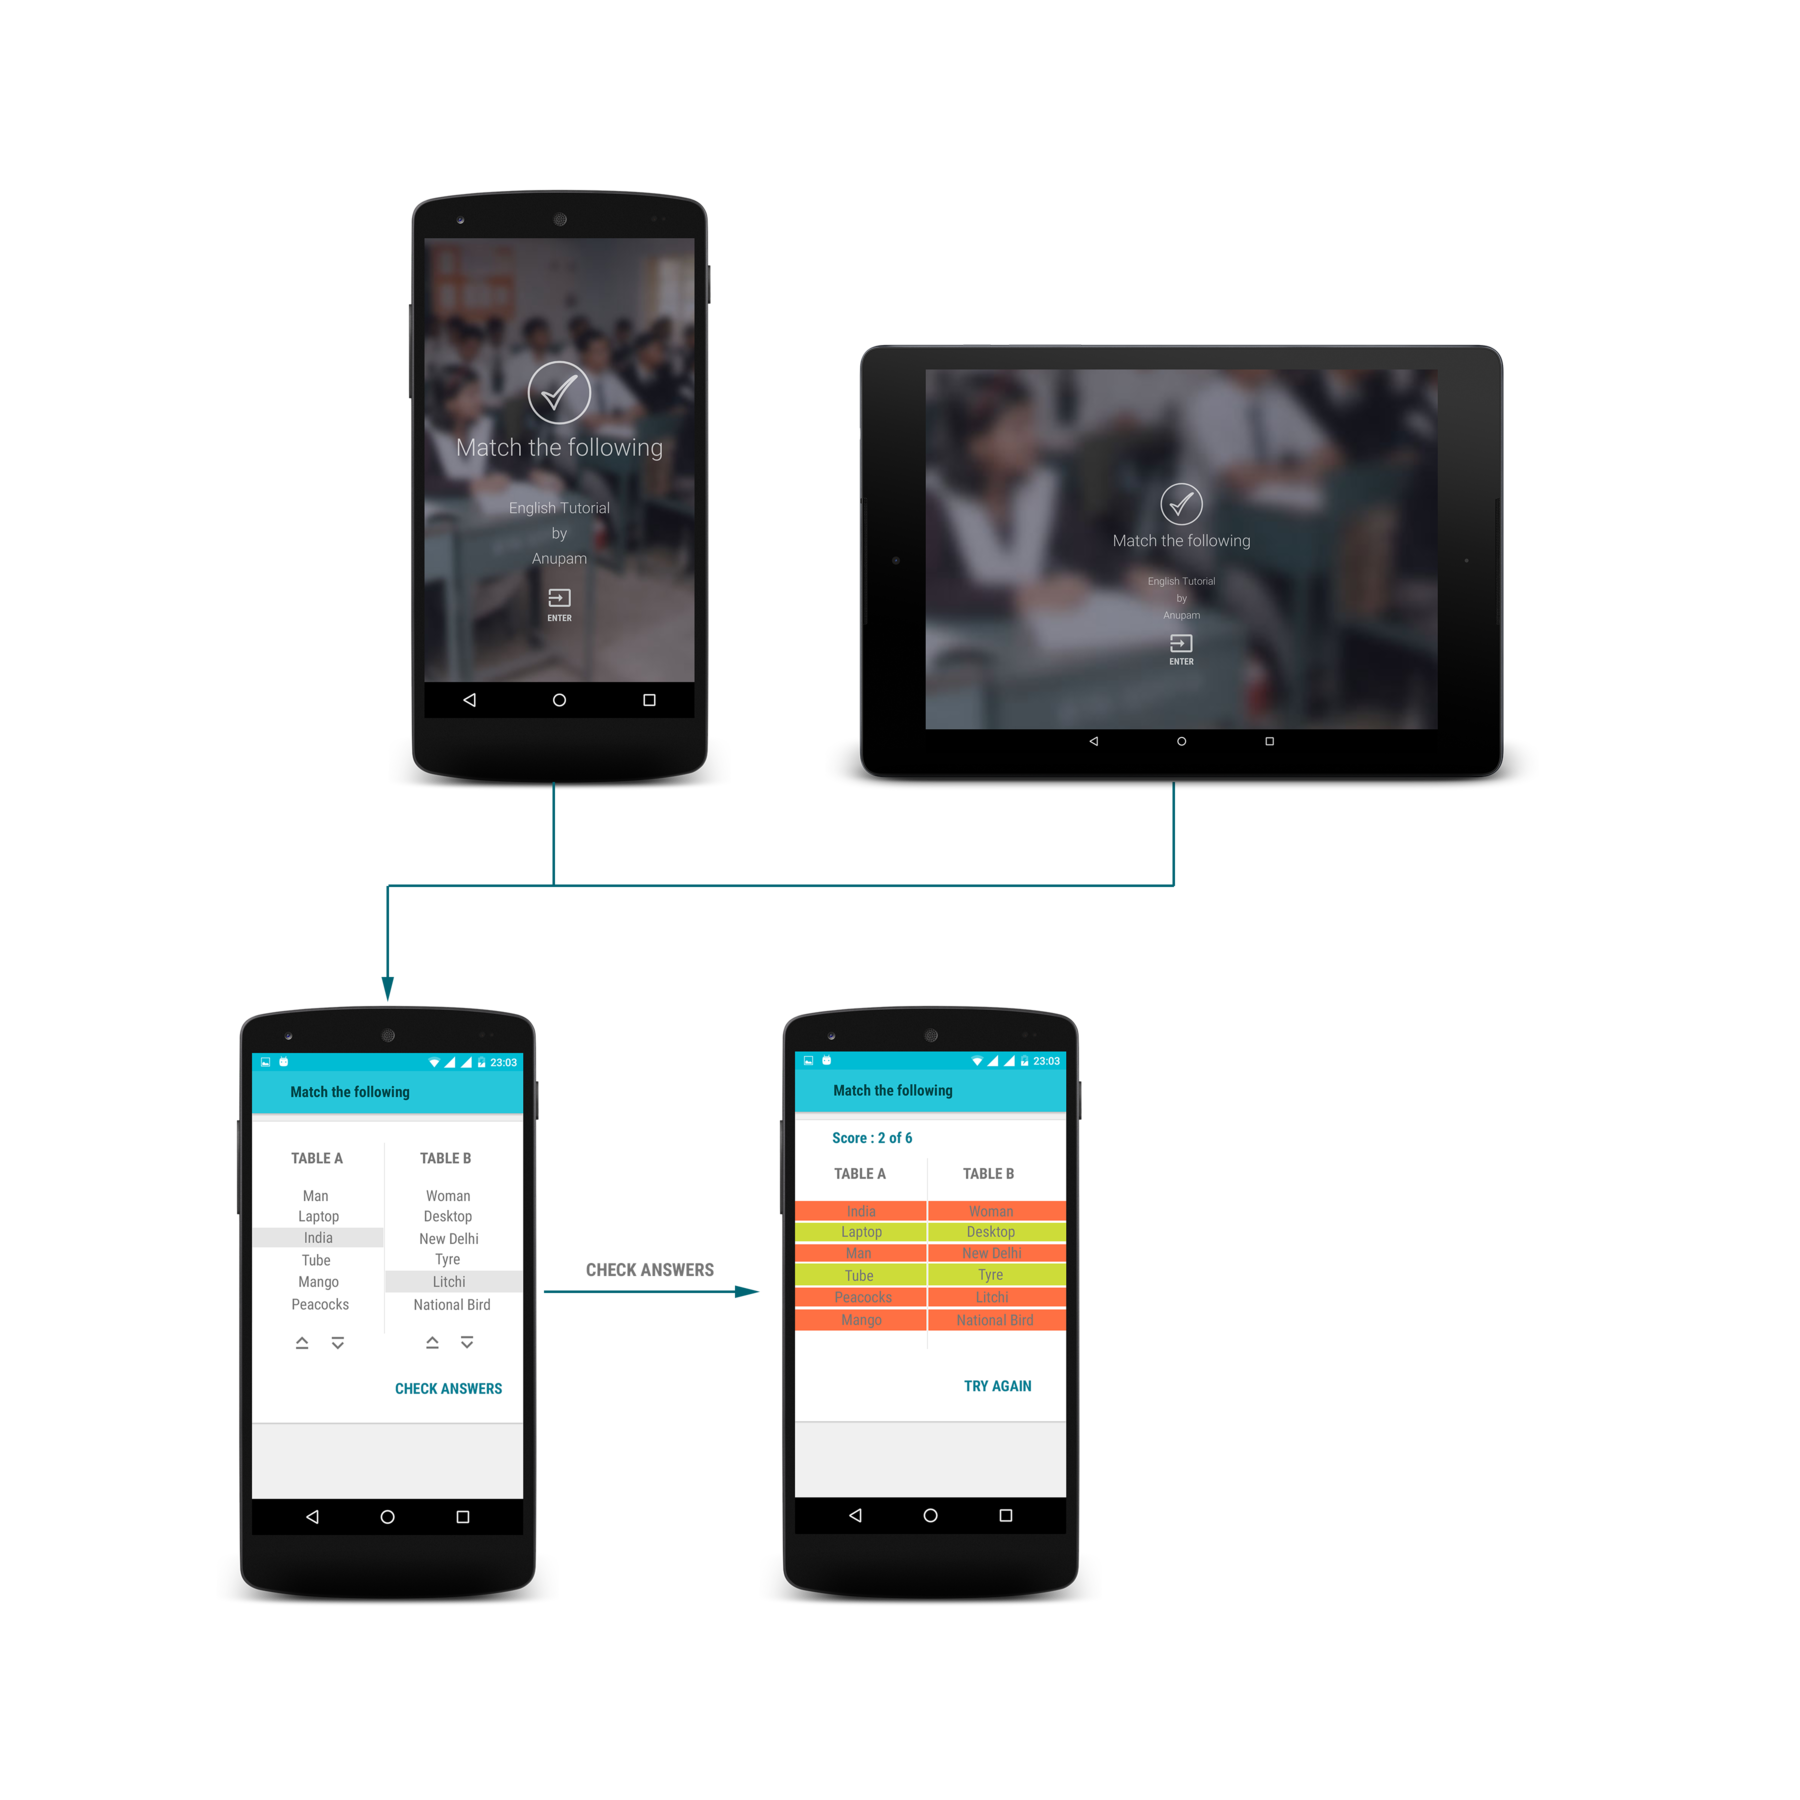 Match the following
English Tutorial
by
Anupam
ENTER
Match the following
English Tutorial
by
Anupam
ENTER
23:03
Match the following
TABLE A TABLE B
Man Woman
Laptop Desktop
India New Delhi
Tube Tyre
Mango Litchi
Peacocks National Bird
CHECK ANSWERS
CHECK ANSWERS
23:03
Match the following
Score : 2 of 6
TABLE A TABLE B
India Woman
Laptop Desktop
Man New Delhi
Tube Tyre
Peacocks Litchi
Mango National Bird
TRY AGAIN